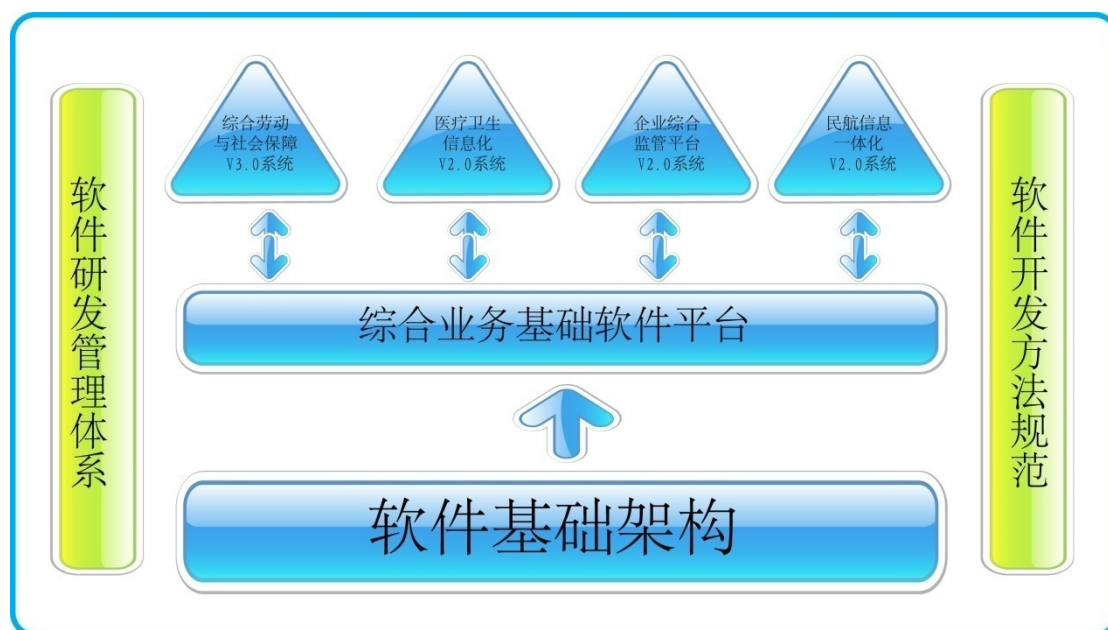 综合劳动
与社会保障
V3.0系统
医疗卫生
信息化
V2.0系统
企业综合
监管平台
V2.0系统
民航信息
一体化
V2.0系统
软件研发管理体系
综合业务基础软件平台
软件基础架构
软件开发方法规范